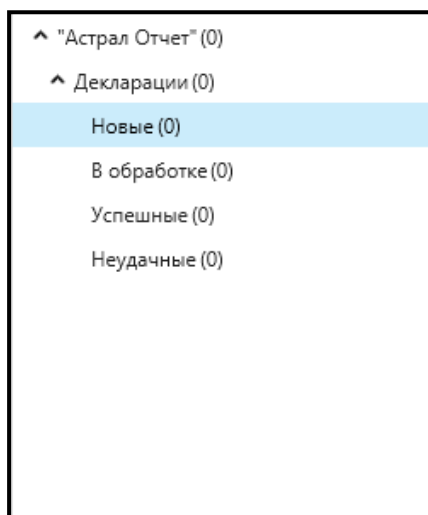 "Астрал Отчет" (0)
Декларации (0)
Новые (0)
В обработке (0)
Успешные (0)
Неудачные (0)